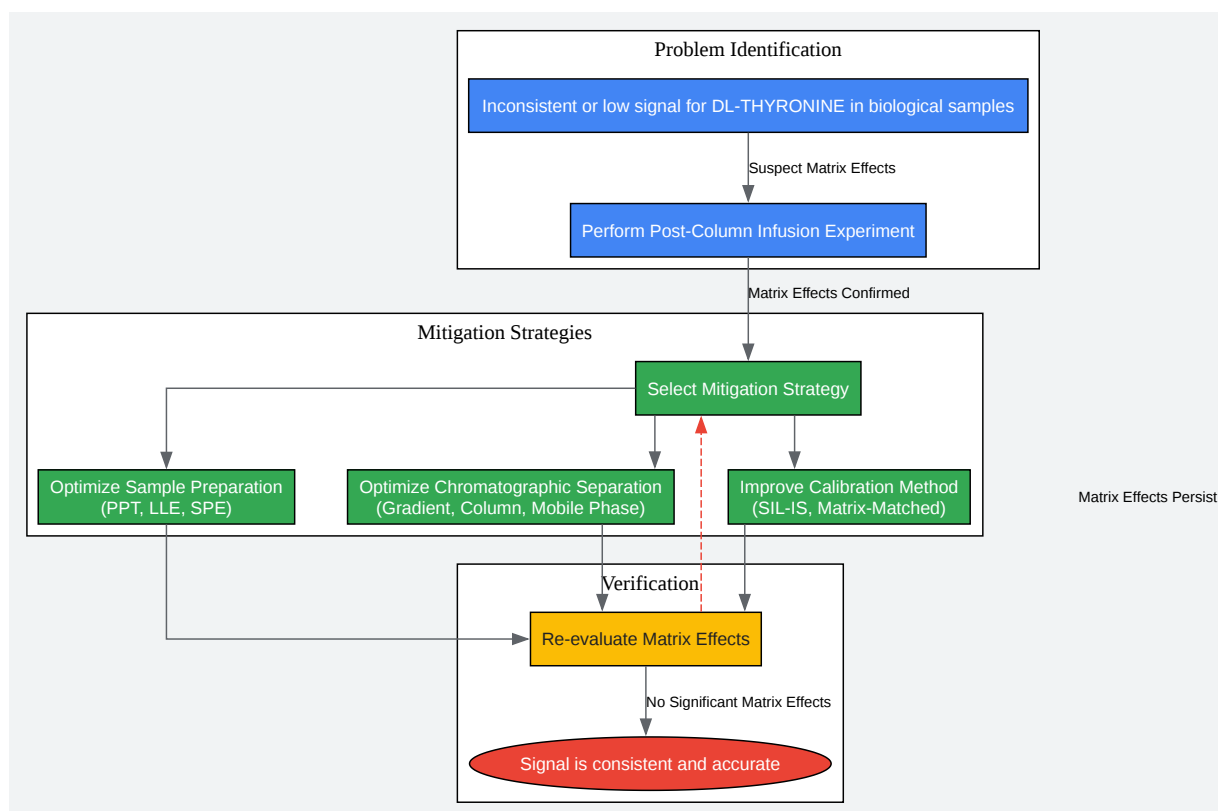 Problem Identification
Inconsistent or low signal for DL-THYRONINE in biological samples
Suspect Matrix Effects
Perform Post-Column Infusion Experiment
Matrix Effects Confirmed
Mitigation Strategies
Select Mitigation Strategy
Optimize Sample Preparation
(PPT, LLE, SPE)
Optimize Chromatographic Separation
(Gradient, Column, Mobile Phase)
Improve Calibration Method
(SIL-IS, Matrix-Matched)
Matrix Effects Persist
Verification
Re-evaluate Matrix Effects
No Significant Matrix Effects
Signal is consistent and accurate